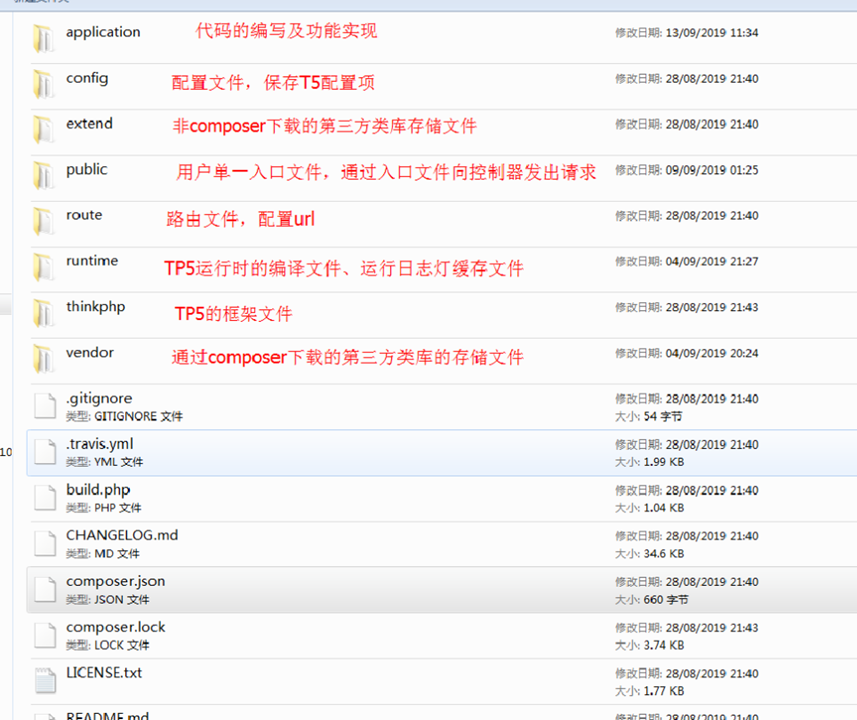 application 代码的编写及功能实现 修改日期: 13/09/2019 11:34
config 配置文件，保存T5配置项 修改日期: 28/08/2019 21:40
extend 非composer下载的第三方类库存储文件 修改日期: 28/08/2019 21:40
public 用户单一入口文件，通过入口文件向控制器发出请求 修改日期: 09/09/2019 01:25
route 路由文件，配置url 修改日期: 28/08/2019 21:40
runtime TP5运行时的编译文件、运行日志灯缓存文件 修改日期: 04/09/2019 21:27
thinkphp TP5的框架文件 修改日期: 28/08/2019 21:43
vendor 通过composer下载的第三方类库的存储文件 修改日期: 04/09/2019 20:24
.gitignore 修改日期: 28/08/2019 21:40
类型: GITIGNORE 文件 大小: 54 字节
.travis.yml 修改日期: 28/08/2019 21:40
10 类型: YML 文件 大小: 1.99 KB
build.php 修改日期: 28/08/2019 21:40
类型: PHP 文件 大小: 1.04 KB
CHANGELOG.md 修改日期: 28/08/2019 21:40
类型: MD 文件 大小: 34.6 KB
composer.json 修改日期: 28/08/2019 21:40
类型: JSON 文件 大小: 660 字节
composer.lock 修改日期: 28/08/2019 21:43
类型: LOCK 文件 大小: 3.74 KB
LICENSE.txt 修改日期: 28/08/2019 21:40
大小: 1.77 KB
README.md 修改日期: 28/08/2019 21:40